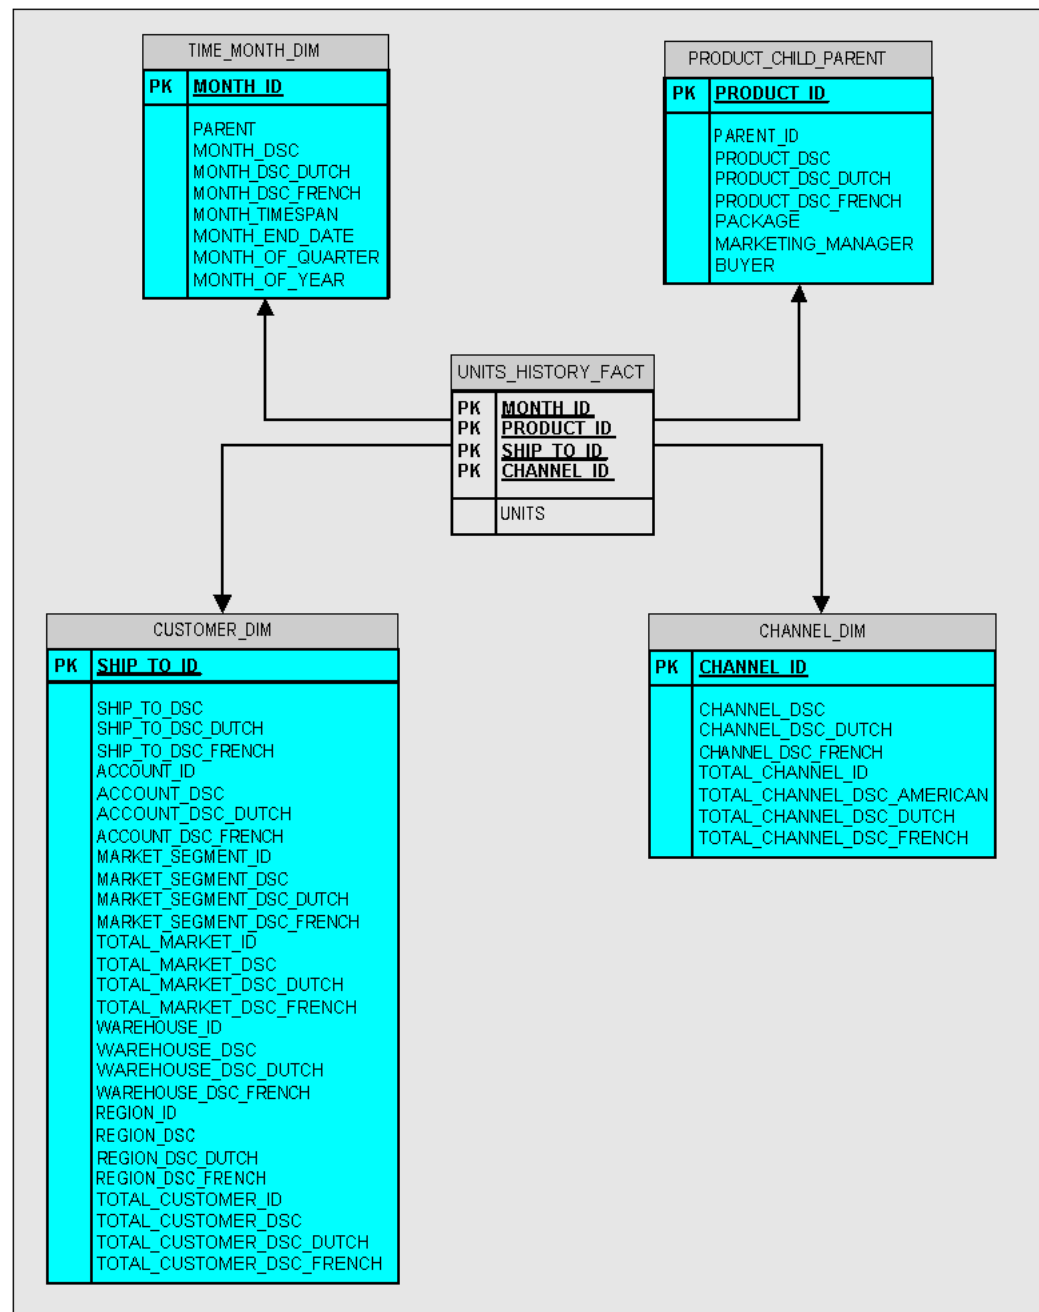 TIME_MONTH_DIM
PK MONTH_ID
PARENT
MONTH_DSC
MONTH_DSC_DUTCH
MONTH_DSC_FRENCH
MONTH_TIMESPAN
MONTH_END_DATE
MONTH_OF_QUARTER
MONTH_OF_YEAR
PRODUCT_CHILD_PARENT
PK PRODUCT_ID
PARENT_ID
PRODUCT_DSC
PRODUCT_DSC_DUTCH
PRODUCT_DSC_FRENCH
PACKAGE
MARKETING_MANAGER
BUYER
UNITS_HISTORY_FACT
PK MONTH_ID
PK PRODUCT_ID
PK SHIP_TO_ID
PK CHANNEL_ID
UNITS
CUSTOMER_DIM
PK SHIP_TO_ID
SHIP_TO_DSC
SHIP_TO_DSC_DUTCH
SHIP_TO_DSC_FRENCH
ACCOUNT_ID
ACCOUNT_DSC
ACCOUNT_DSC_DUTCH
ACCOUNT_DSC_FRENCH
MARKET_SEGMENT_ID
MARKET_SEGMENT_DSC
MARKET_SEGMENT_DSC_DUTCH
MARKET_SEGMENT_DSC_FRENCH
TOTAL_MARKET_ID
TOTAL_MARKET_DSC
TOTAL_MARKET_DSC_DUTCH
TOTAL_MARKET_DSC_FRENCH
WAREHOUSE_ID
WAREHOUSE_DSC
WAREHOUSE_DSC_DUTCH
WAREHOUSE_DSC_FRENCH
REGION_ID
REGION_DSC
REGION_DSC_DUTCH
REGION_DSC_FRENCH
TOTAL_CUSTOMER_ID
TOTAL_CUSTOMER_DSC
TOTAL_CUSTOMER_DSC_DUTCH
TOTAL_CUSTOMER_DSC_FRENCH
CHANNEL_DIM
PK CHANNEL_ID
CHANNEL_DSC
CHANNEL_DSC_DUTCH
CHANNEL_DSC_FRENCH
TOTAL_CHANNEL_ID
TOTAL_CHANNEL_DSC_AMERICAN
TOTAL_CHANNEL_DSC_DUTCH
TOTAL_CHANNEL_DSC_FRENCH